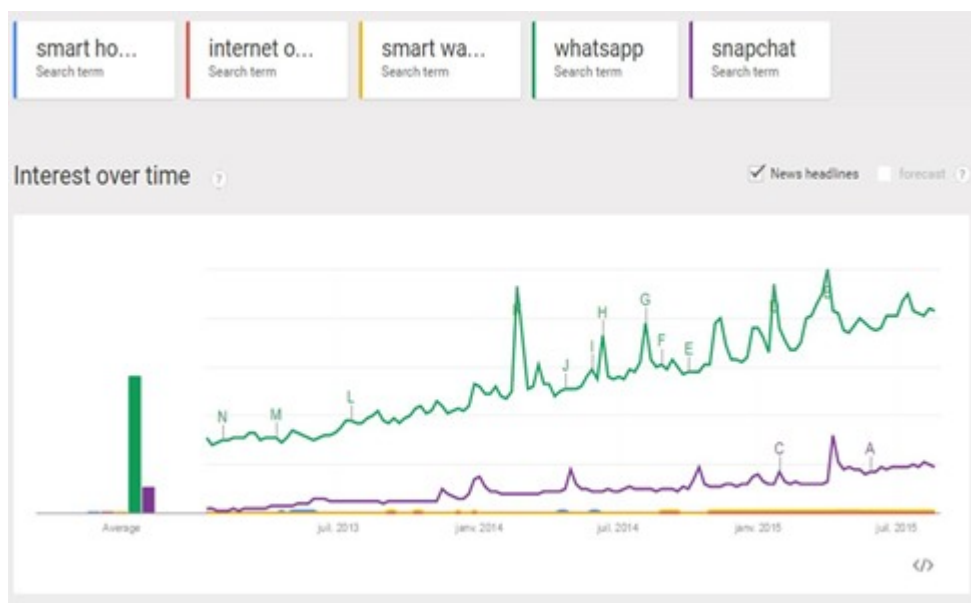 smart ho...
Search term
internet o...
Search term
smart wa...
Search term
whatsapp
Search term
snapchat
Search term
Interest over time ?
News headlines
forecast ?
N
M
L
J
I
H
G
F
E
C
A
Average
juil. 2013
janv. 2014
juil. 2014
janv. 2015
juil. 2015
</>